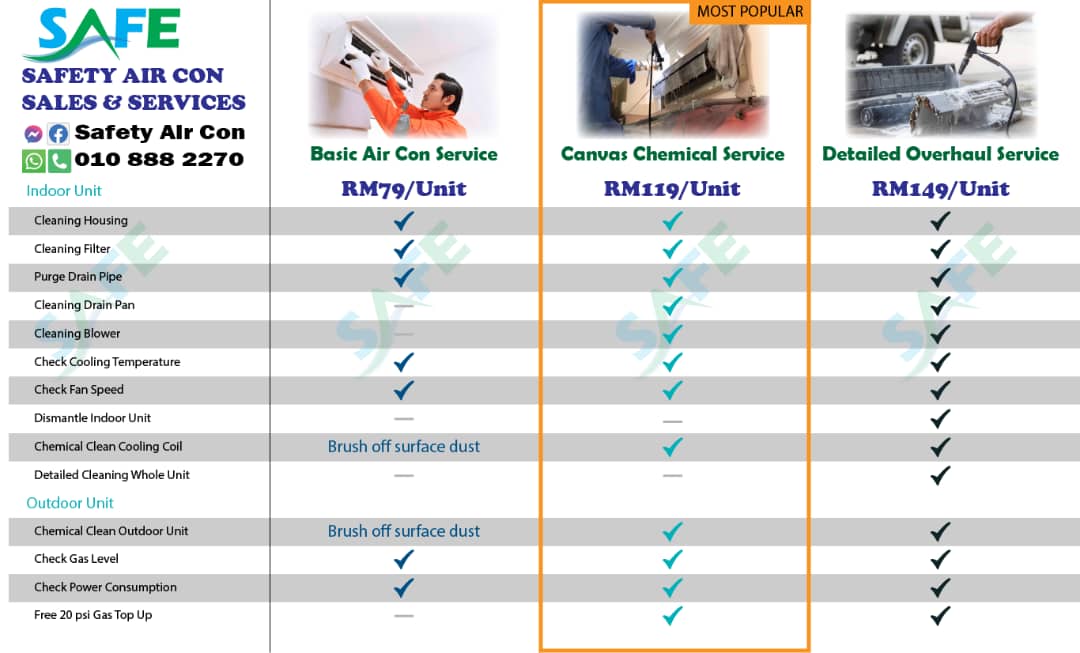 SAFE
SAFETY AIR CON
SALES & SERVICES
Safety Air Con
010 888 2270
MOST POPULAR
Basic Air Con Service
Canvas Chemical Service
Detailed Overhaul Service
Indoor Unit
RM79/Unit
RM119/Unit
RM149/Unit
Cleaning Housing
Cleaning Filter
Purge Drain Pipe
Cleaning Drain Pan
Cleaning Blower
Check Cooling Temperature
Check Fan Speed
Dismantle Indoor Unit
Chemical Clean Cooling Coil
Brush off surface dust
Detailed Cleaning Whole Unit
Outdoor Unit
Chemical Clean Outdoor Unit
Brush off surface dust
Check Gas Level
Check Power Consumption
Free 20 psi Gas Top Up
SAFE
SAFE
SAFE
SAFE